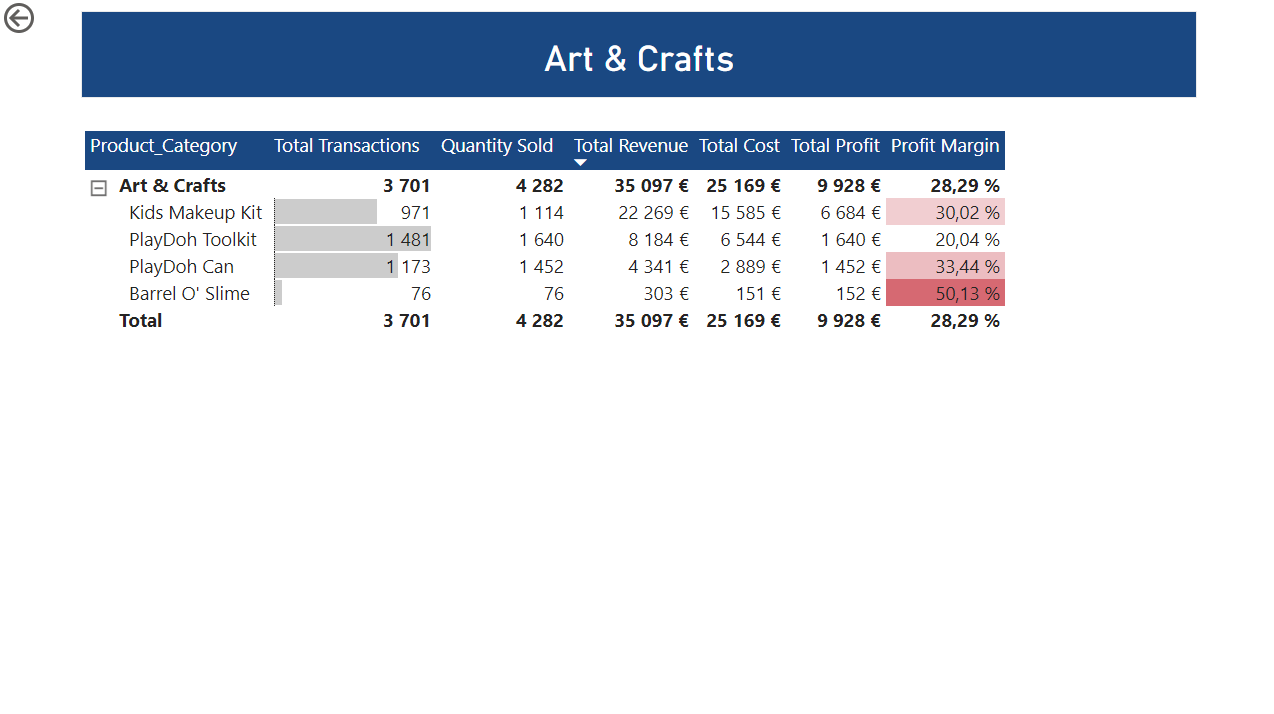 Art & Crafts
Product_Category Total Transactions Quantity Sold Total Revenue Total Cost Total Profit Profit Margin
Art & Crafts 3 701 4 282 35 097 € 25 169 € 9 928 € 28,29 %
Kids Makeup Kit 971 1 114 22 269 € 15 585 € 6 684 € 30,02 %
PlayDoh Toolkit 1 481 1 640 8 184 € 6 544 € 1 640 € 20,04 %
PlayDoh Can 1 173 1 452 4 341 € 2 889 € 1 452 € 33,44 %
Barrel O' Slime 76 76 303 € 151 € 152 € 50,13 %
Total 3 701 4 282 35 097 € 25 169 € 9 928 € 28,29 %